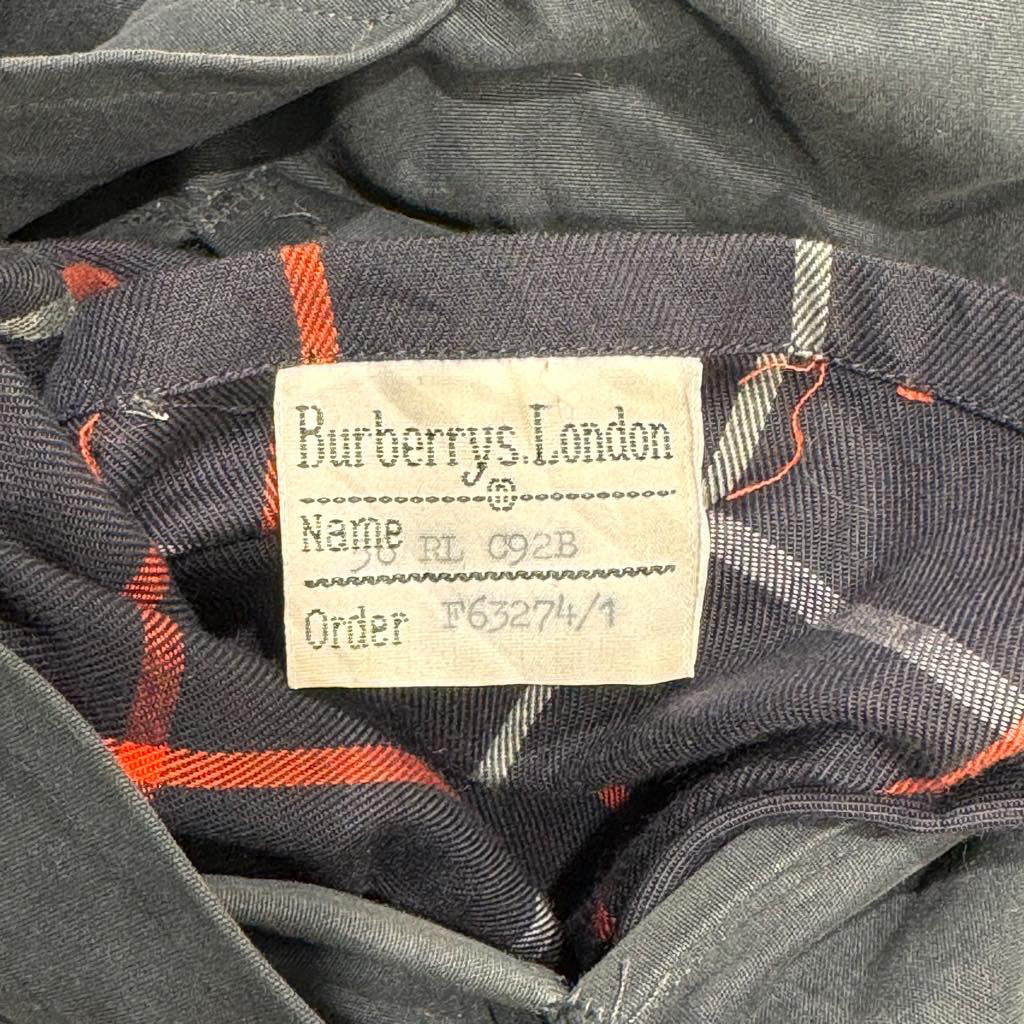 Burberrys. London
Name RL C92B
Order F63274/1